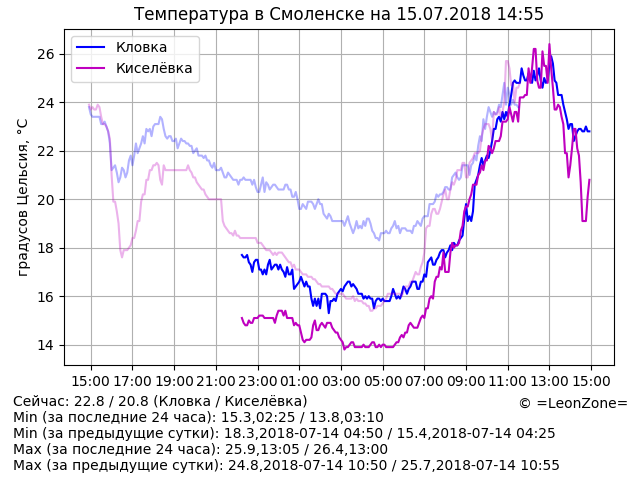 Температура в Смоленске на 15.07.2018 14:55
Кловка
Киселёвка
градусов Цельсия, °C
26
24
22
20
18
16
14
15:00 17:00 19:00 21:00 23:00 01:00 03:00 05:00 07:00 09:00 11:00 13:00 15:00
Сейчас: 22.8 / 20.8 (Кловка / Киселёвка)
© =LeonZone=
Min (за последние 24 часа): 15.3,02:25 / 13.8,03:10
Min (за предыдущие сутки): 18.3,2018-07-14 04:50 / 15.4,2018-07-14 04:25
Max (за последние 24 часа): 25.9,13:05 / 26.4,13:00
Max (за предыдущие сутки): 24.8,2018-07-14 10:50 / 25.7,2018-07-14 10:55